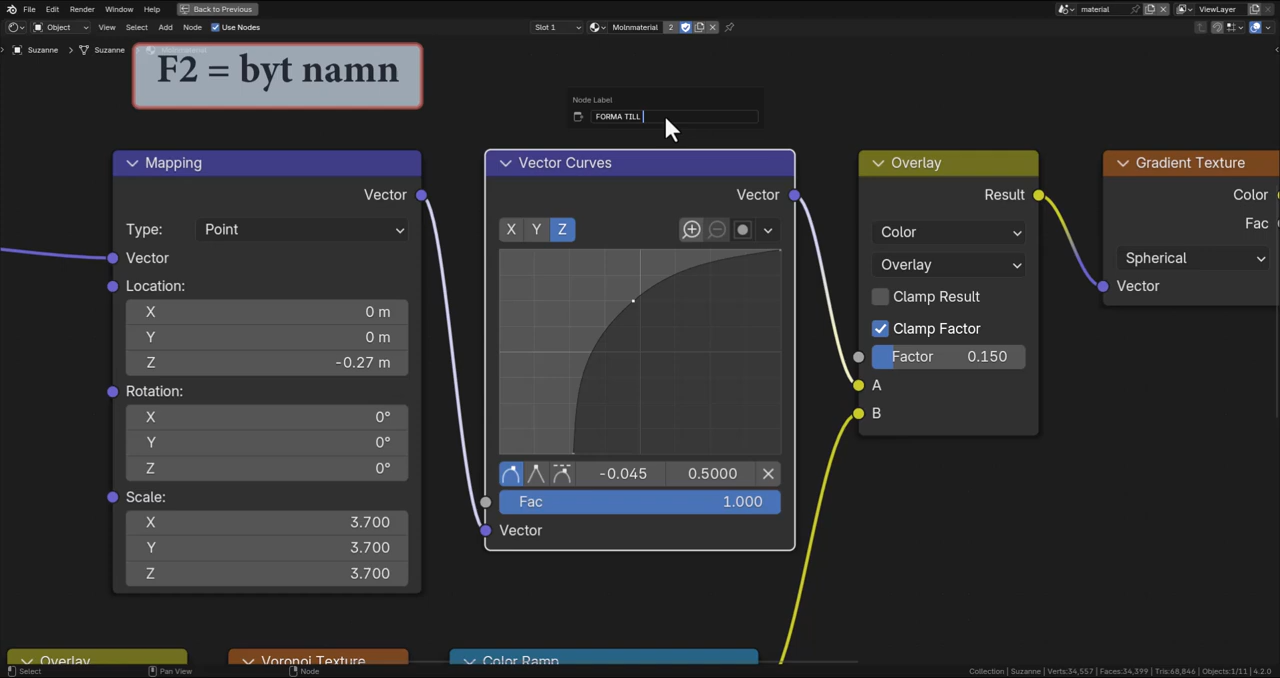 File Edit Render Window Help Back to Previous material ViewLayer
Object View Select Add Node Use Nodes Slot 1 MoInmaterial 2
Suzanne Suzanne
F2 = byt namn
Node Label
FORMA TILL
Mapping
Vector
Type: Point
Vector
Location:
X 0 m
Y 0 m
Z -0.27 m
Rotation:
X 0°
Y 0°
Z 0°
Scale:
X 3.700
Y 3.700
Z 3.700
Vector Curves
Vector
X Y Z
-0.045 0.5000
Fac 1.000
Vector
Overlay
Result
Color
Overlay
Clamp Result
Clamp Factor
Factor 0.150
A
B
Gradient Texture
Color
Fac
Spherical
Vector
Overlay
Voronoi Texture
Color Ramp
Select Pan View Node Collection | Suzanne | Verts:34,557 | Faces:34,399 | Tris:68,846 | Objects:1/11 | 4.2.0